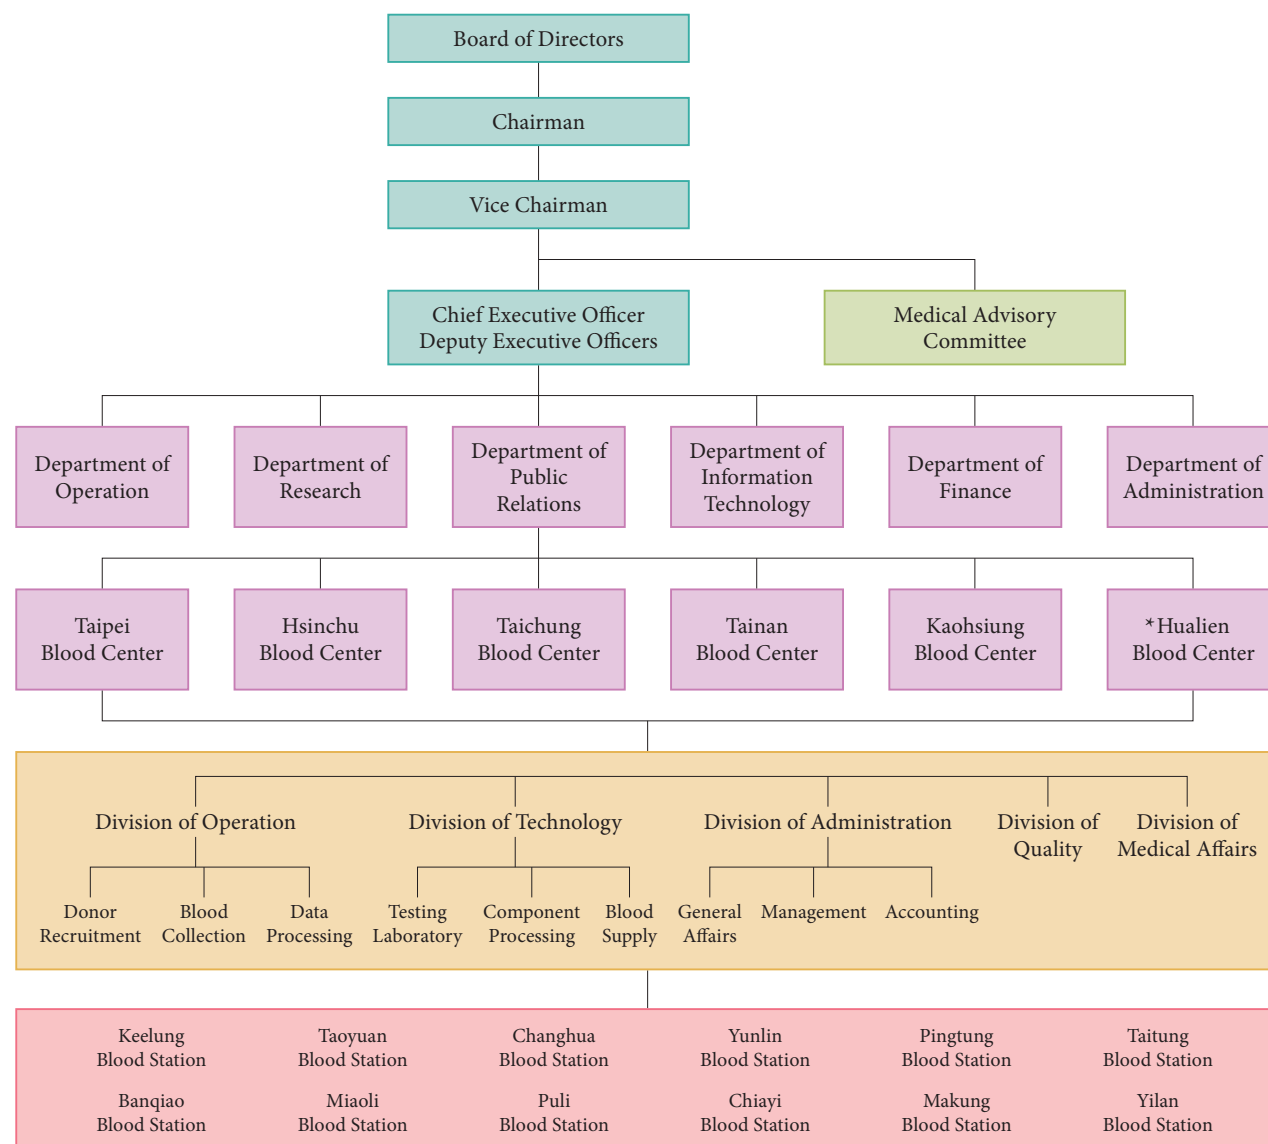 Board of Directors
Chairman
Vice Chairman
Chief Executive Officer
Deputy Executive Officers
Medical Advisory
Committee
Department of
Operation
Department of
Research
Department of
Public
Relations
Department of
Information
Technology
Department of
Finance
Department of
Administration
Taipei
Blood Center
Hsinchu
Blood Center
Taichung
Blood Center
Tainan
Blood Center
Kaohsiung
Blood Center
*Hualien
Blood Center
Division of Operation
Division of Technology
Division of Administration
Division of
Quality
Division of
Medical Affairs
Donor
Recruitment
Blood
Collection
Data
Processing
Testing
Laboratory
Component
Processing
Blood
Supply
General
Affairs
Management
Accounting
Keelung
Blood Station
Taoyuan
Blood Station
Changhua
Blood Station
Yunlin
Blood Station
Pingtung
Blood Station
Taitung
Blood Station
Banqiao
Blood Station
Miaoli
Blood Station
Puli
Blood Station
Chiayi
Blood Station
Makung
Blood Station
Yilan
Blood Station